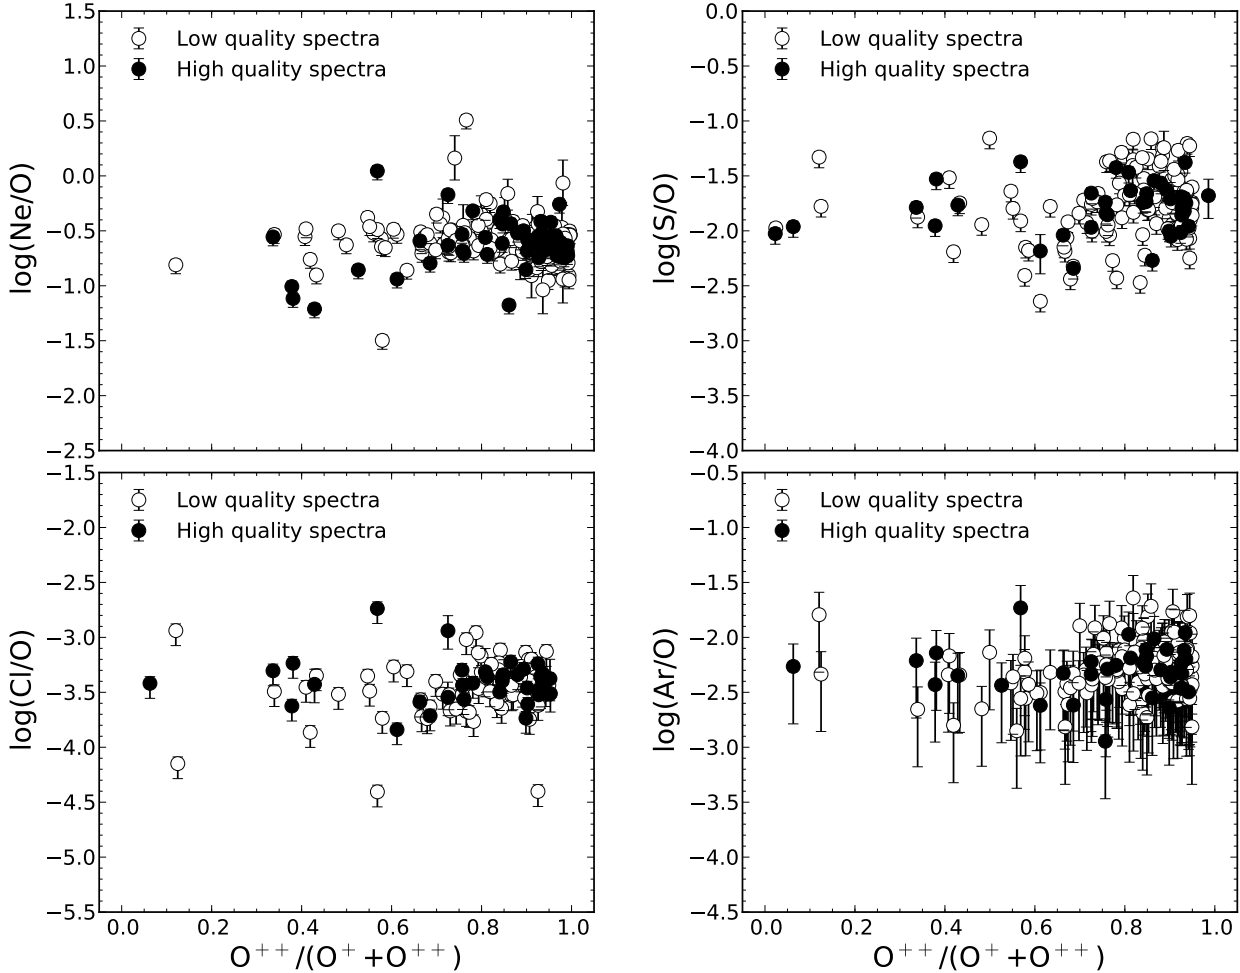 1.5
1.0
0.5
0.0
−0.5
−1.0
−1.5
−2.0
−2.5
log(Ne/O)
Low quality spectra
High quality spectra
0.0
−0.5
−1.0
−1.5
−2.0
−2.5
−3.0
−3.5
−4.0
log(S/O)
Low quality spectra
High quality spectra
−1.5
−2.0
−2.5
−3.0
−3.5
−4.0
−4.5
−5.0
−5.5
log(Cl/O)
Low quality spectra
High quality spectra
0.0 0.2 0.4 0.6 0.8 1.0
O⁺⁺/(O⁺+O⁺⁺)
−0.5
−1.0
−1.5
−2.0
−2.5
−3.0
−3.5
−4.0
−4.5
log(Ar/O)
Low quality spectra
High quality spectra
0.0 0.2 0.4 0.6 0.8 1.0
O⁺⁺/(O⁺+O⁺⁺)